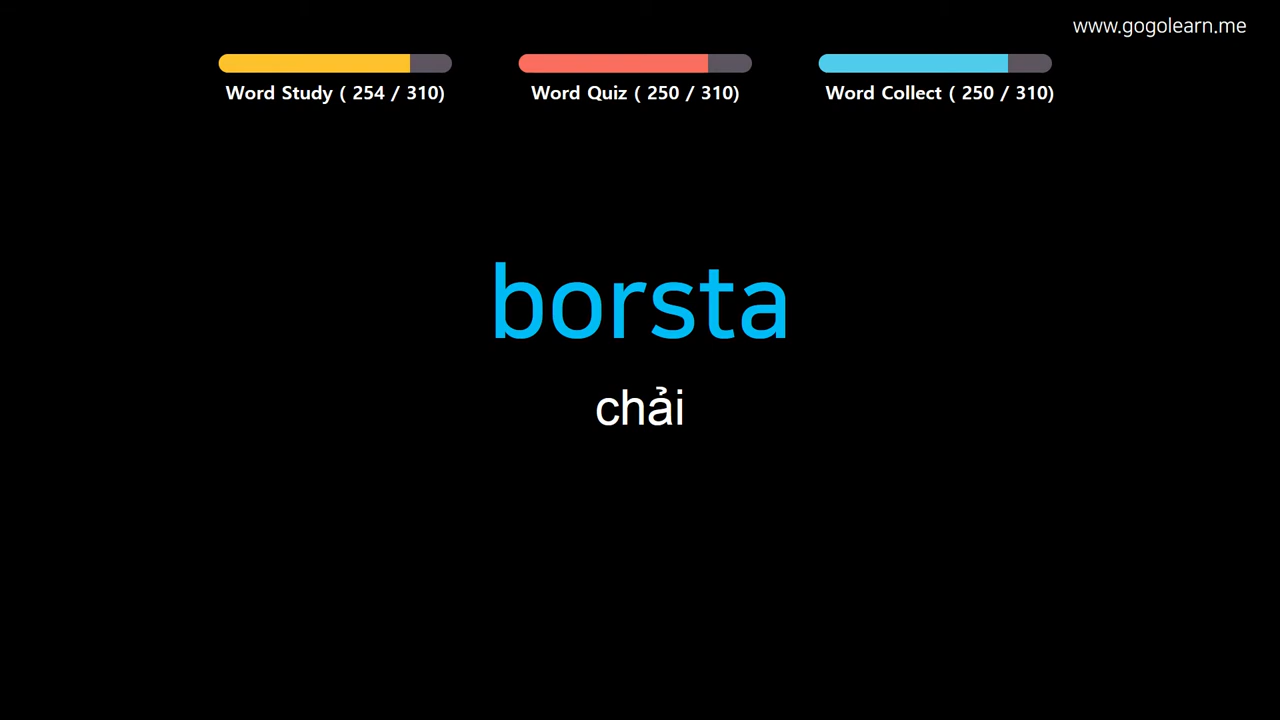 www.gogolearn.me
Word Study ( 254 / 310)
Word Quiz ( 250 / 310)
Word Collect ( 250 / 310)
borsta
chải